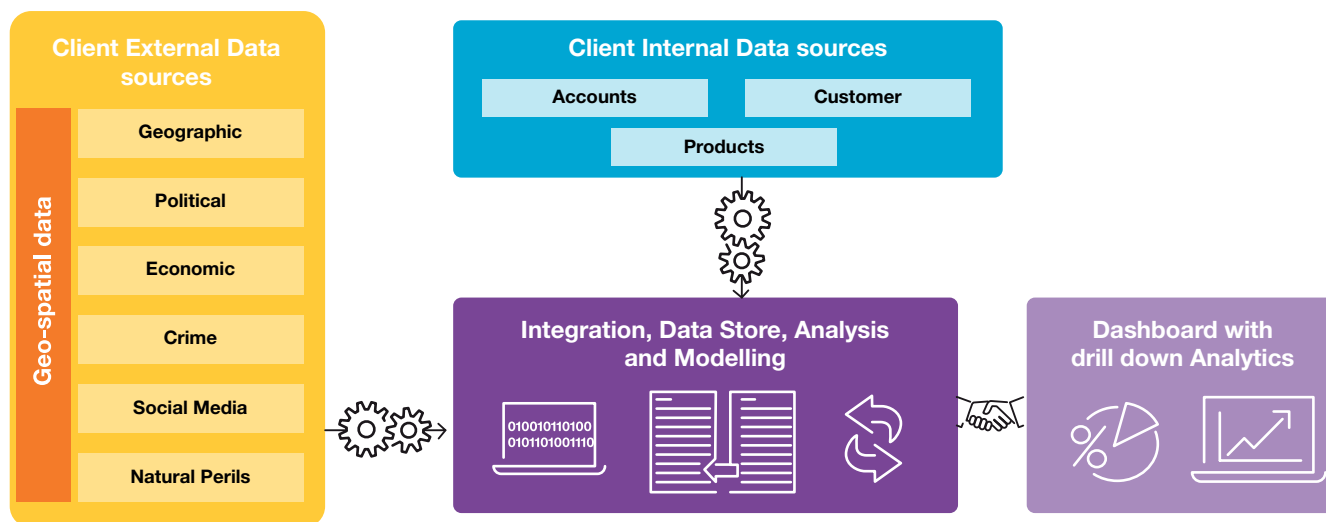 Client External Data
sources
Geo-spatial data
Geographic
Political
Economic
Crime
Social Media
Natural Perils
Client Internal Data sources
Accounts
Customer
Products
Integration, Data Store, Analysis
and Modelling
010010110100
0101101001110
Dashboard with
drill down Analytics
%